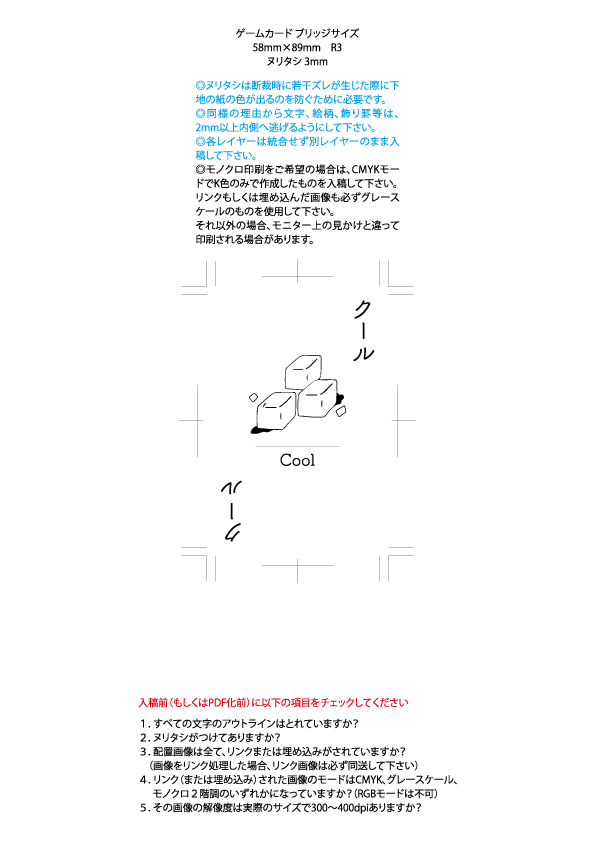 ゲームカード ブリッジサイズ
58mm×89mm　R3
ヌリタシ 3mm
◎ヌリタシは断裁時に若干ズレが生じた際に下
地の紙の色が出るのを防ぐために必要です。
◎同様の理由から文字、絵柄、飾り罫等は、
2mm以上内側へ逃げるようにして下さい。
◎各レイヤーは統合せず別レイヤーのまま入
稿して下さい。
◎モノクロ印刷をご希望の場合は、CMYKモー
ドでK色のみで作成したものを入稿して下さい。
リンクもしくは埋め込んだ画像も必ずグレース
ケールのものを使用して下さい。
それ以外の場合、モニター上の見かけと違って
印刷される場合があります。
クール
Cool
クール
入稿前（もしくはPDF化前）に以下の項目をチェックしてください
１．すべての文字のアウトラインはとれていますか？
２．ヌリタシがつけてありますか？
３．配置画像は全て、リンクまたは埋め込みがされていますか？
（画像をリンク処理した場合、リンク画像は必ず同送して下さい）
４．リンク（または埋め込み）された画像のモードはCMYK、グレースケール、
モノクロ２階調のいずれかになっていますか？（RGBモードは不可）
５．その画像の解像度は実際のサイズで300〜400dpiありますか？